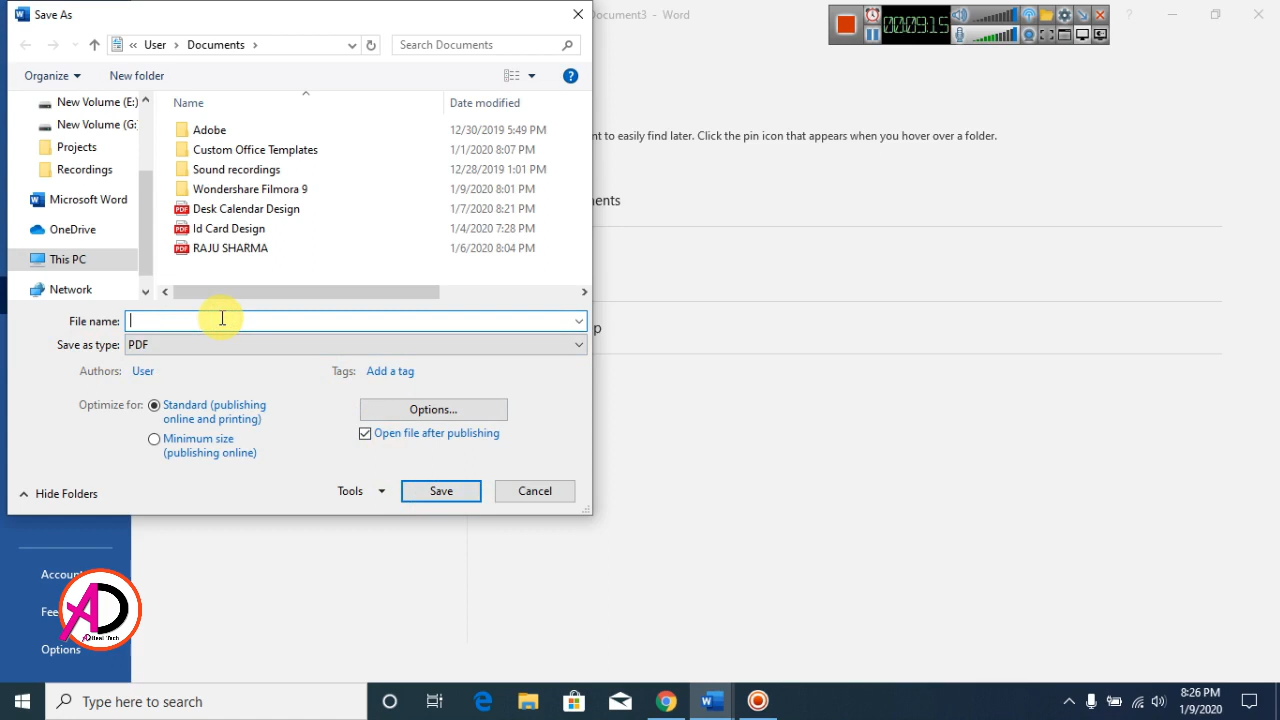 Save As
Document3 - Word
00:09:15
User
Documents
Search Documents
Organize
New folder
Name
Date modified
New Volume (E:)
New Volume (G:
Projects
Recordings
Microsoft Word
OneDrive
This PC
Network
Adobe 12/30/2019 5:49 PM
Custom Office Templates 1/1/2020 8:07 PM
Sound recordings 12/28/2019 1:01 PM
Wondershare Filmora 9 1/9/2020 8:01 PM
Desk Calendar Design 1/7/2020 8:21 PM
Id Card Design 1/4/2020 7:28 PM
RAJU SHARMA 1/6/2020 8:04 PM
nt to easily find later. Click the pin icon that appears when you hover over a folder.
nents
p
File name:
Save as type: PDF
Authors: User
Tags: Add a tag
Optimize for: Standard (publishing
online and printing)
Minimum size
(publishing online)
Options...
Open file after publishing
Hide Folders
Tools
Save
Cancel
Accoun
Fee
Options
AD
Type here to search
8:26 PM
1/9/2020